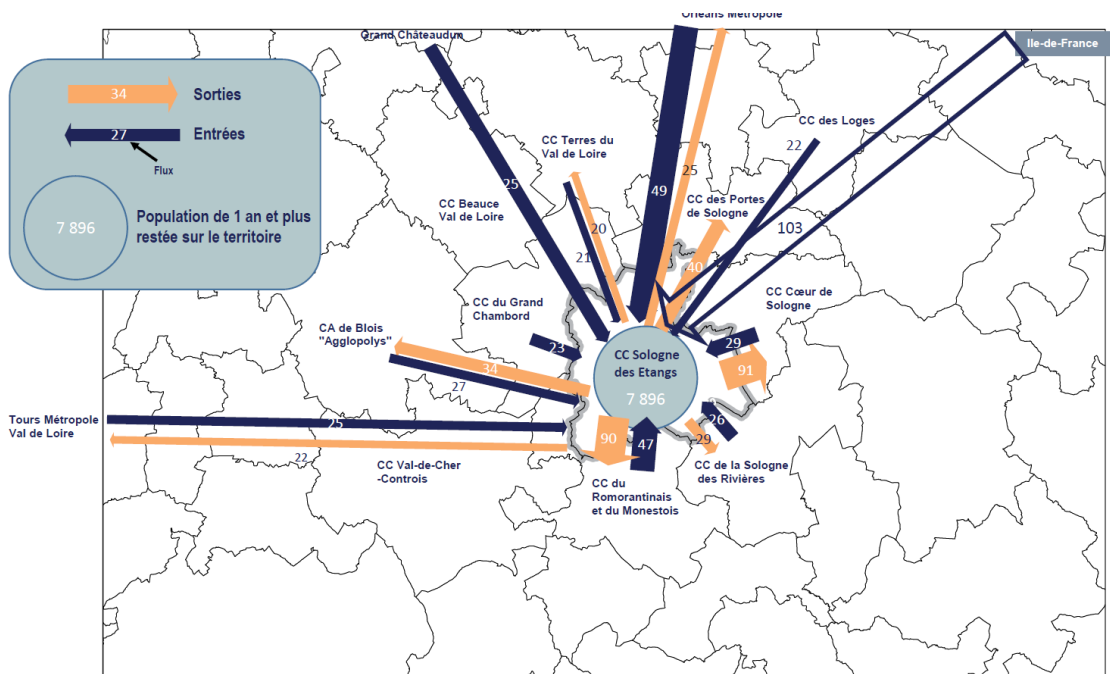 Orléans Métropole
Grand Châteaudun
Ile-de-France
34
Sorties
27
Entrées
Flux
7 896
Population de 1 an et plus
restée sur le territoire
CC des Loges
22
CC Terres du
Val de Loire
25
CC Beauce
Val de Loire
49
25
CC des Portes
de Sologne
103
20
21
40
CC du Grand
Chambord
CC Cœur de
Sologne
CA de Blois
"Agglopolys"
23
29
34
27
CC Sologne
des Etangs
7 896
91
Tours Métropole
Val de Loire
25
22
CC Val-de-Cher
-Controis
90
47
26
29
CC de la Sologne
des Rivières
CC du
Romorantinais
et du Monestois